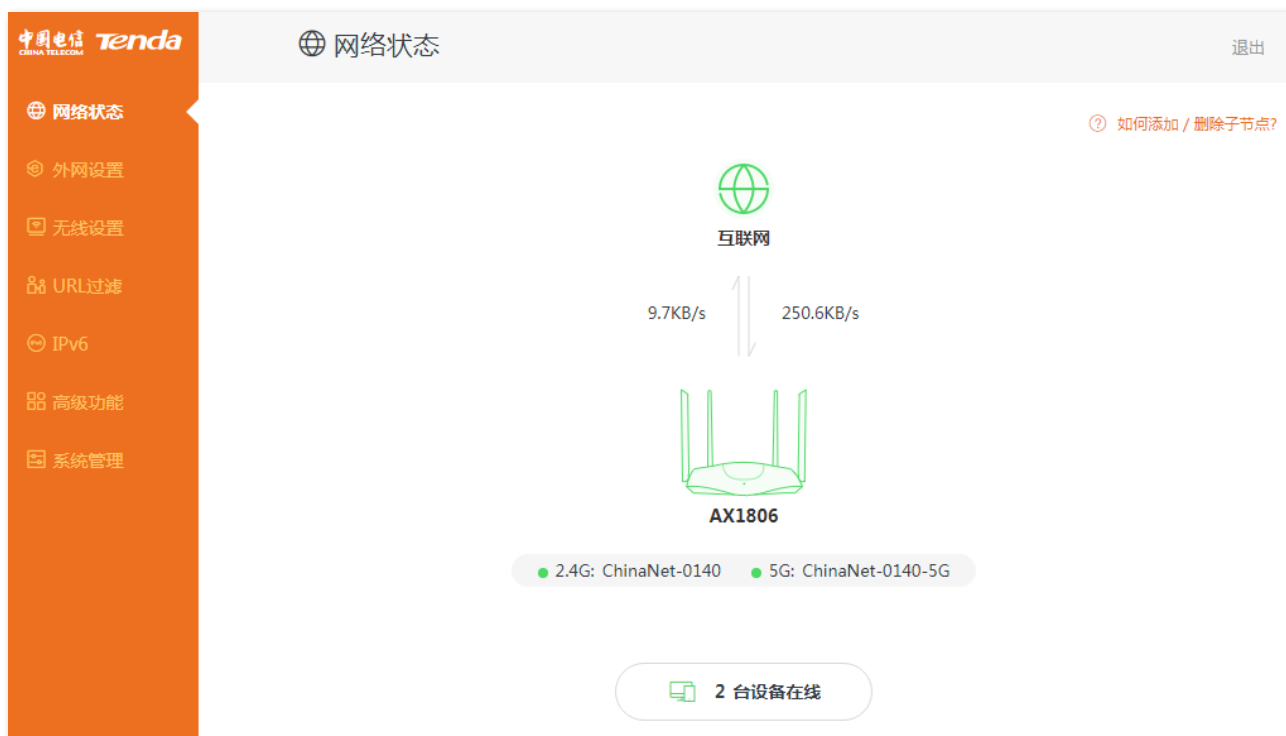 中国电信 Tenda
CHINA TELECOM
网络状态
退出
网络状态
外网设置
无线设置
URL过滤
IPv6
高级功能
系统管理
如何添加 / 删除子节点?
互联网
9.7KB/s 250.6KB/s
AX1806
2.4G: ChinaNet-0140 5G: ChinaNet-0140-5G
2 台设备在线